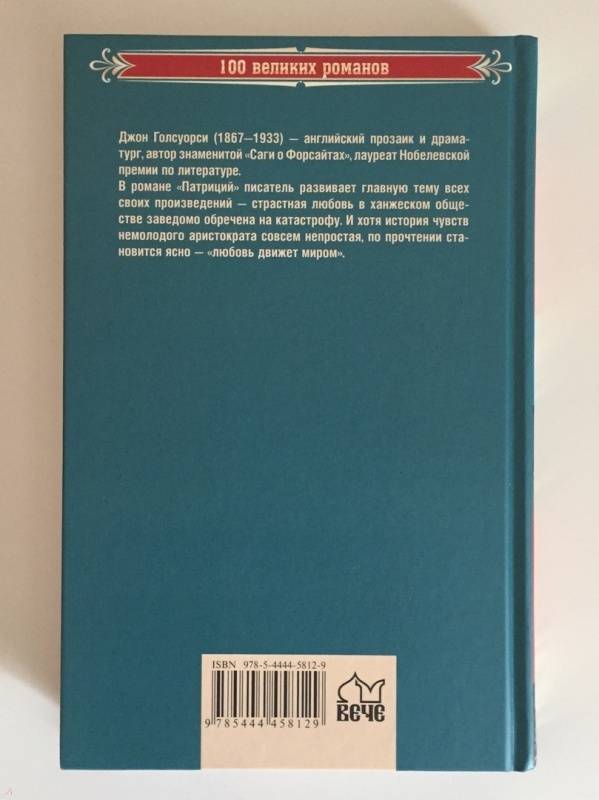 100 великих романов
Джон Голсуорси (1867—1933) — английский прозаик и драма-
тург, автор знаменитой «Саги о Форсайтах», лауреат Нобелевской
премии по литературе.
В романе «Патриций» писатель развивает главную тему всех
своих произведений — страстная любовь в ханжеском обще-
стве заведомо обречена на катастрофу. И хотя история чувств
немолодого аристократа совсем непростая, по прочтении ста-
новится ясно — «любовь движет миром».
ISBN 978-5-4444-5812-9
9 785444 458129
ВЕЧЕ